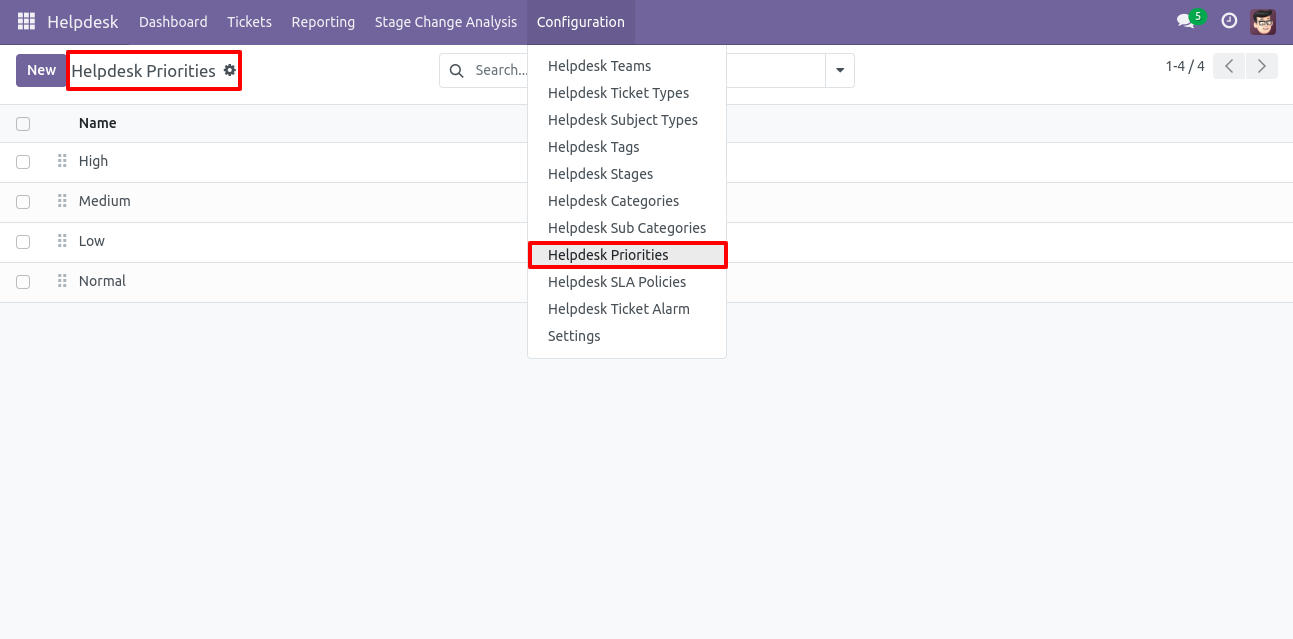 Helpdesk Dashboard Tickets Reporting Stage Change Analysis Configuration 5
New Helpdesk Priorities Search... 1-4 / 4
Helpdesk Teams
Helpdesk Ticket Types
Helpdesk Subject Types
Helpdesk Tags
Helpdesk Stages
Helpdesk Categories
Helpdesk Sub Categories
Helpdesk Priorities
Helpdesk SLA Policies
Helpdesk Ticket Alarm
Settings
Name
High
Medium
Low
Normal